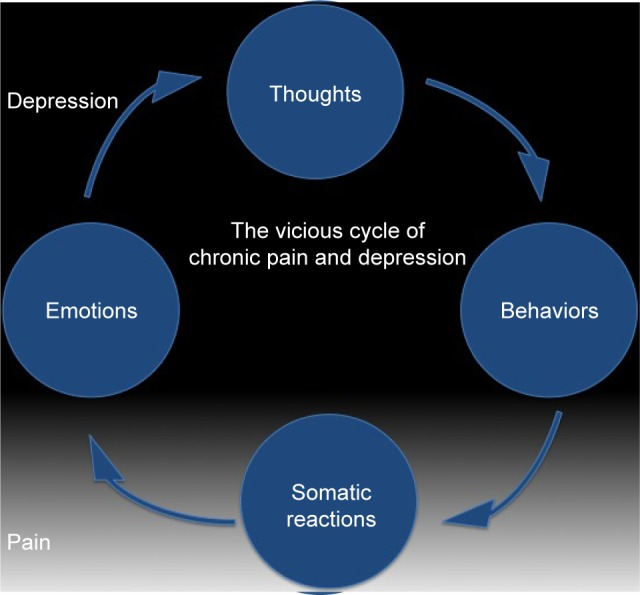 Thoughts
Depression
The vicious cycle of
chronic pain and depression
Emotions
Behaviors
Somatic
reactions
Pain